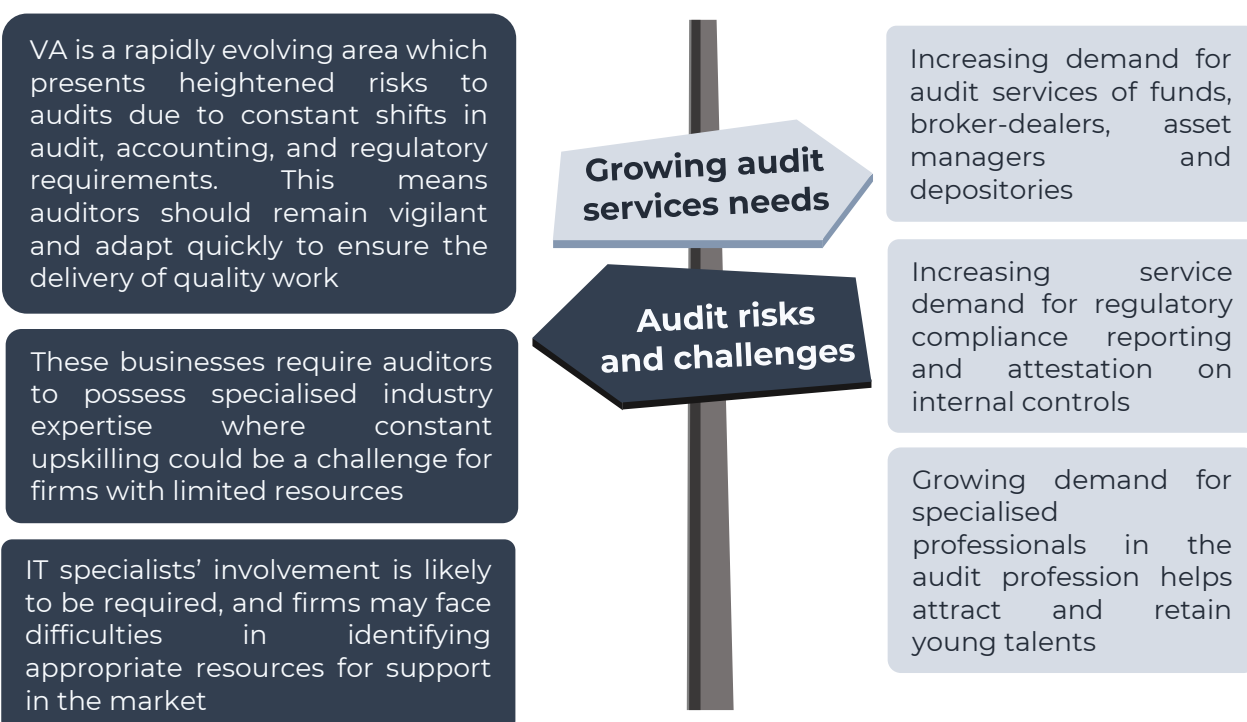 VA is a rapidly evolving area which
presents heightened risks to
audits due to constant shifts in
audit, accounting, and regulatory
requirements. This means
auditors should remain vigilant
and adapt quickly to ensure the
delivery of quality work
These businesses require auditors
to possess specialised industry
expertise where constant
upskilling could be a challenge for
firms with limited resources
IT specialists’ involvement is likely
to be required, and firms may face
difficulties in identifying
appropriate resources for support
in the market
Growing audit
services needs
Audit risks
and challenges
Increasing demand for
audit services of funds,
broker-dealers, asset
managers and
depositories
Increasing service
demand for regulatory
compliance reporting
and attestation on
internal controls
Growing demand for
specialised
professionals in the
audit profession helps
attract and retain
young talents